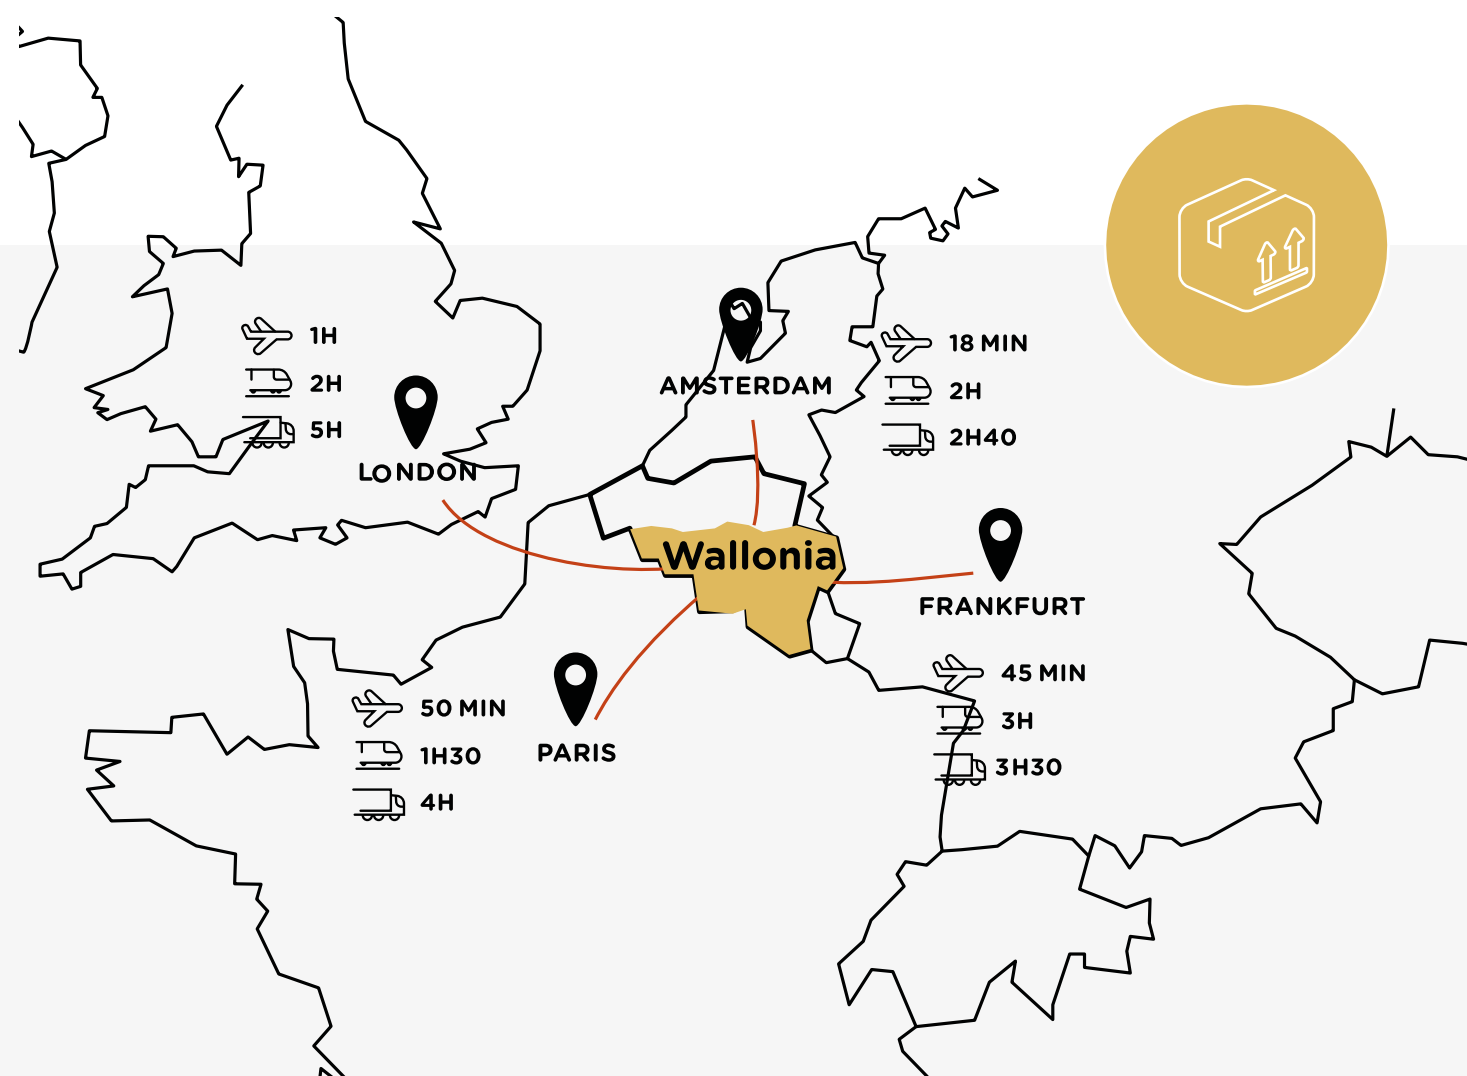 1H
2H
5H
LONDON
AMSTERDAM
18 MIN
2H
2H40
Wallonia
FRANKFURT
45 MIN
3H
3H30
50 MIN
1H30
4H
PARIS